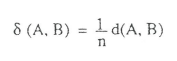 δ (A, B) = 1/n d(A, B)